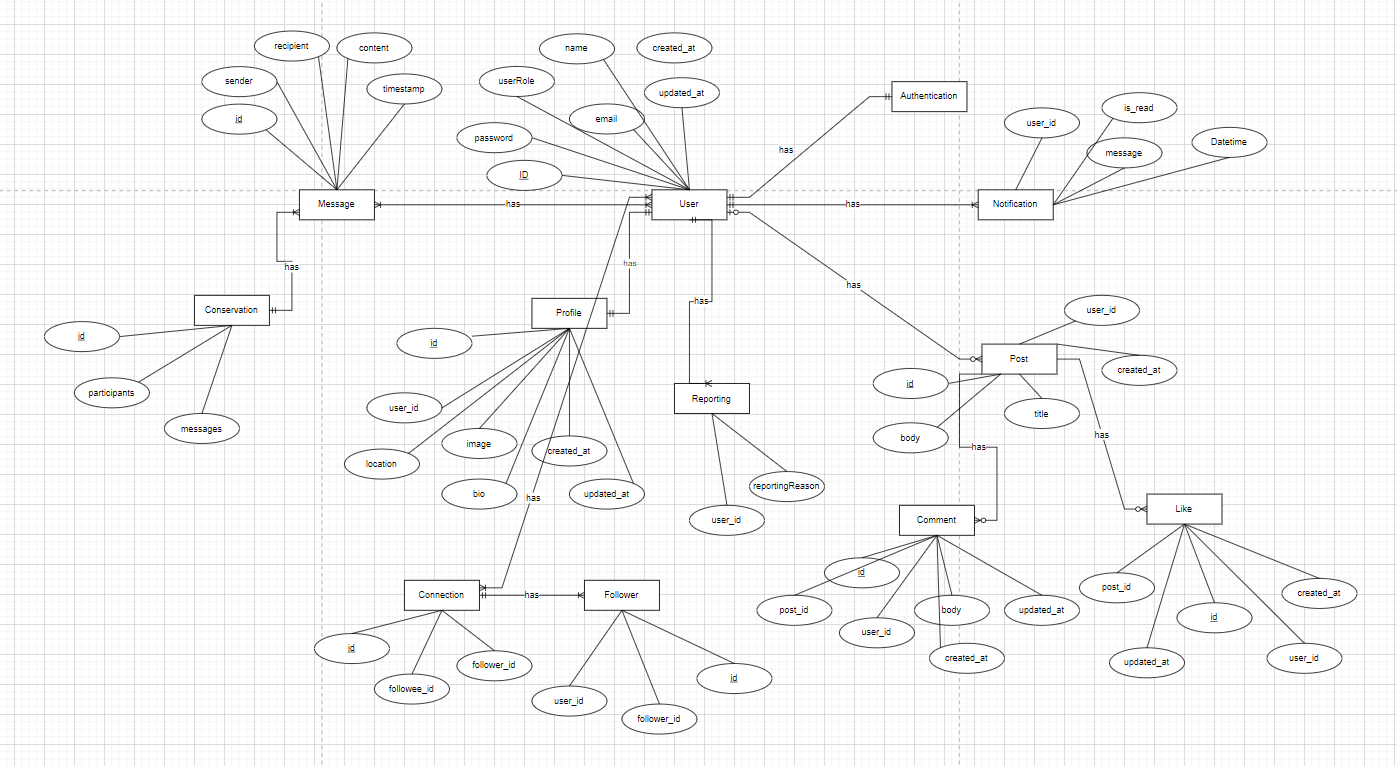 recipient
content
name
created_at
sender
userRole
timestamp
updated_at
Authentication
is_read
id
email
user_id
password
message
Datetime
ID
Message
has
User
has
Notification
has
has
has
has
Conservation
Profile
has
user_id
id
id
Post
created_at
participants
user_id
Reporting
id
title
messages
image
location
created_at
body
has
has
bio
has
updated_at
reportingReason
user_id
Comment
Like
id
Connection
has
Follower
post_id
body
updated_at
post_id
created_at
id
user_id
id
follower_id
created_at
updated_at
user_id
followee_id
id
user_id
follower_id